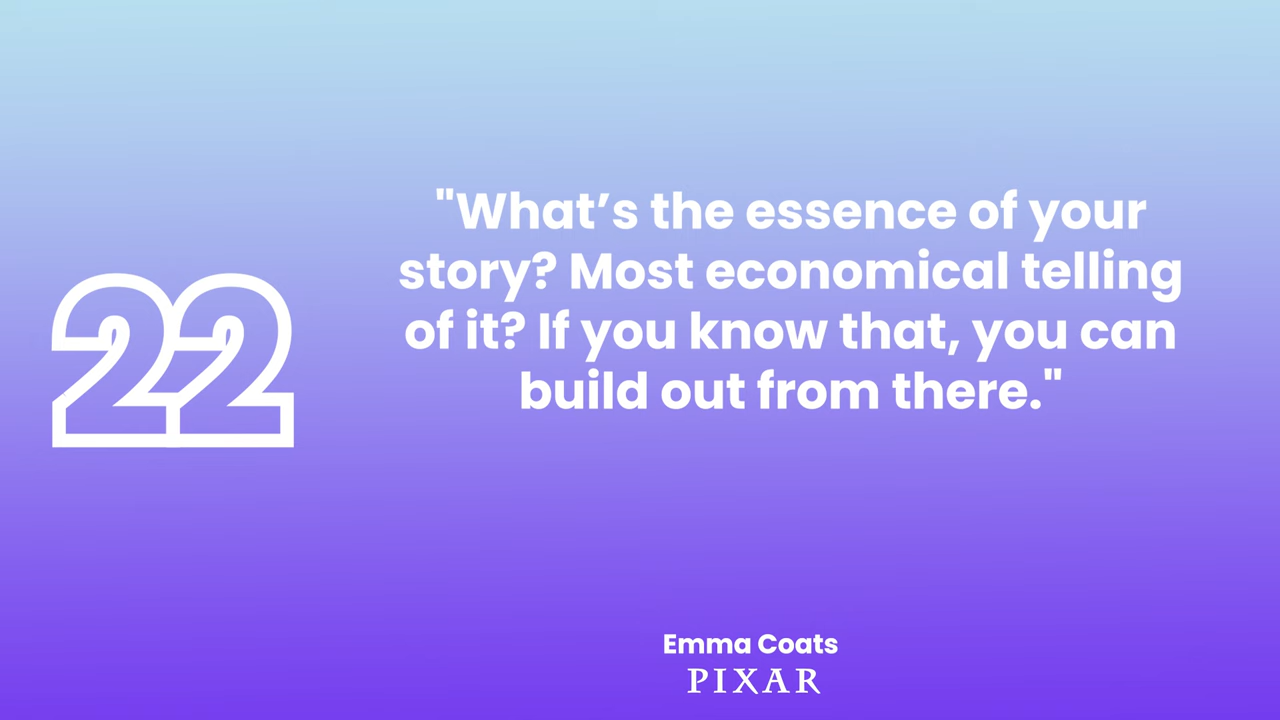 22
"What’s the essence of your
story? Most economical telling
of it? If you know that, you can
build out from there."
Emma Coats
PIXAR